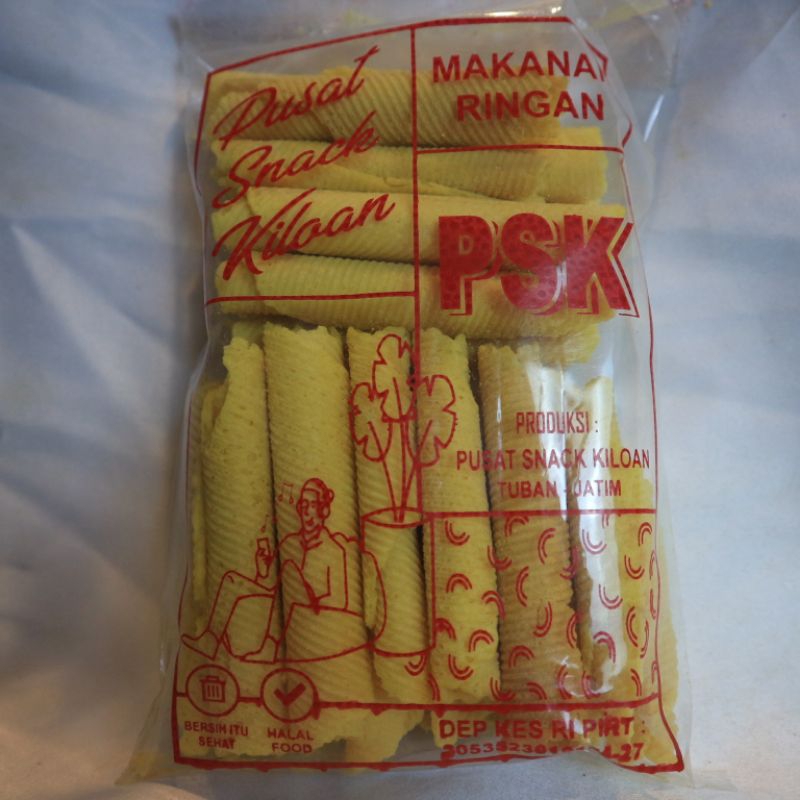 Pusat
Snack
Kiloan
MAKANAN
RINGAN
PSK
PRODUKSI :
PUSAT SNACK KILOAN
TUBAN - JATIM
BERSIH ITU
SEHAT
HALAL
FOOD
DEP KES RI PIRT :